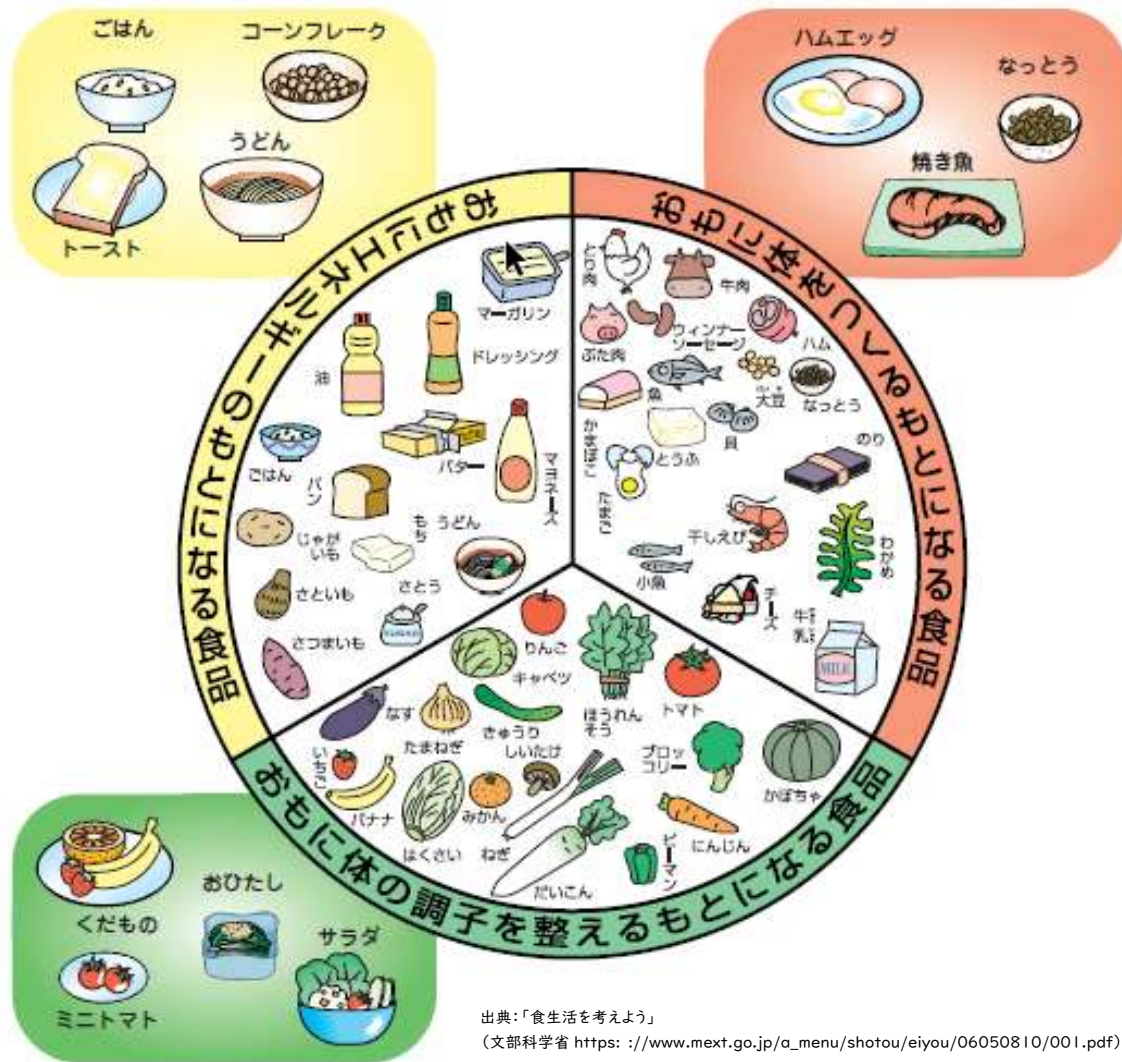 ごはん
コーンフレーク
うどん
トースト
ハムエッグ
なっとう
焼き魚
おもにエネルギーのもとになる食品
マーガリン
ドレッシング
油
バター
マヨネーズ
ごはん
パン
じゃが
いも
もち
うどん
さといも
さとう
さつまいも
おもに体をつくるもとになる食品
とり肉
牛肉
ぶた肉
ウィンナー
ソーセージ
ハム
魚
大豆
なっとう
かまぼこ
とうふ
貝
のり
たまご
干しえび
わかめ
小魚
チーズ
牛乳
MILK
おもに体の調子を整えるもとになる食品
りんご
キャベツ
ほうれん
そう
トマト
なす
たまねぎ
きゅうり
しいたけ
いちご
バナナ
はくさい
みかん
ねぎ
だいこん
ブロッ
コリー
かぼちゃ
にんじん
ピーマン
くだもの
おひたし
サラダ
ミニトマト
出典:「食生活を考えよう」
(文部科学省 https: ://www.mext.go.jp/a_menu/shotou/eiyou/06050810/001.pdf)